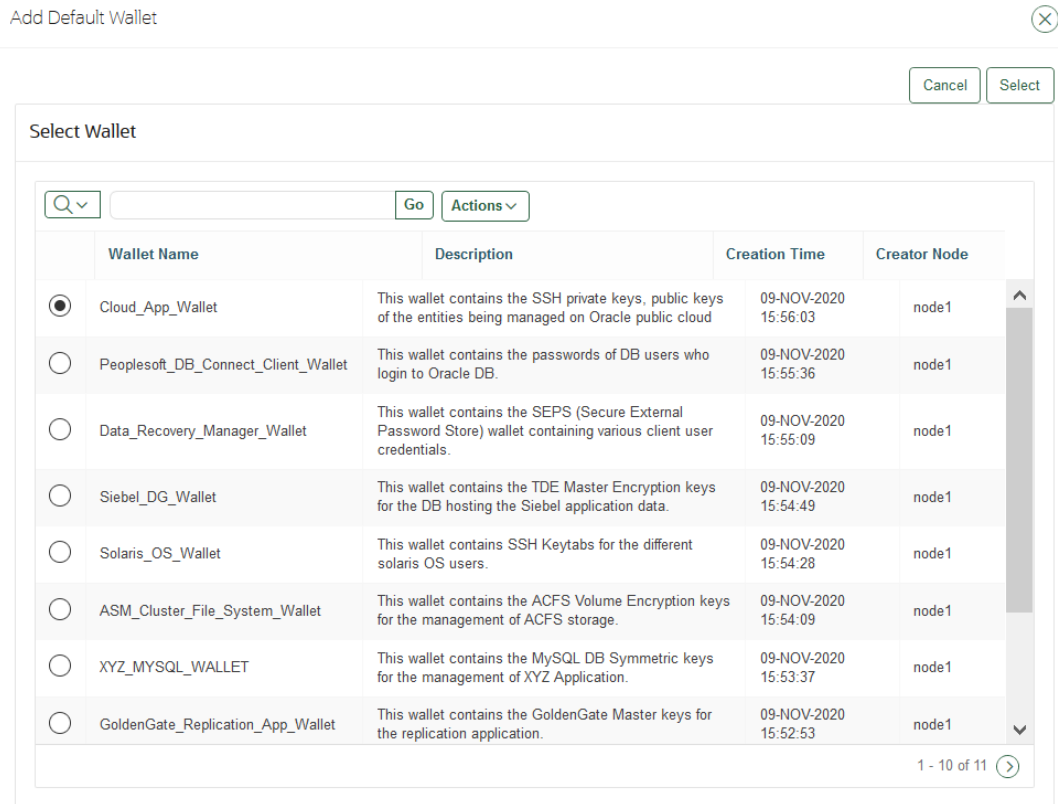 Add Default Wallet
Cancel
Select
Select Wallet
Go
Actions
Wallet Name
Description
Creation Time
Creator Node
Cloud_App_Wallet
This wallet contains the SSH private keys, public keys
of the entities being managed on Oracle public cloud
09-NOV-2020
15:56:03
node1
Peoplesoft_DB_Connect_Client_Wallet
This wallet contains the passwords of DB users who
login to Oracle DB.
09-NOV-2020
15:55:36
node1
Data_Recovery_Manager_Wallet
This wallet contains the SEPS (Secure External
Password Store) wallet containing various client user
credentials.
09-NOV-2020
15:55:09
node1
Siebel_DG_Wallet
This wallet contains the TDE Master Encryption keys
for the DB hosting the Siebel application data.
09-NOV-2020
15:54:49
node1
Solaris_OS_Wallet
This wallet contains SSH Keytabs for the different
solaris OS users.
09-NOV-2020
15:54:28
node1
ASM_Cluster_File_System_Wallet
This wallet contains the ACFS Volume Encryption keys
for the management of ACFS storage.
09-NOV-2020
15:54:09
node1
XYZ_MYSQL_WALLET
This wallet contains the MySQL DB Symmetric keys
for the management of XYZ Application.
09-NOV-2020
15:53:37
node1
GoldenGate_Replication_App_Wallet
This wallet contains the GoldenGate Master keys for
the replication application.
09-NOV-2020
15:52:53
node1
1 - 10 of 11